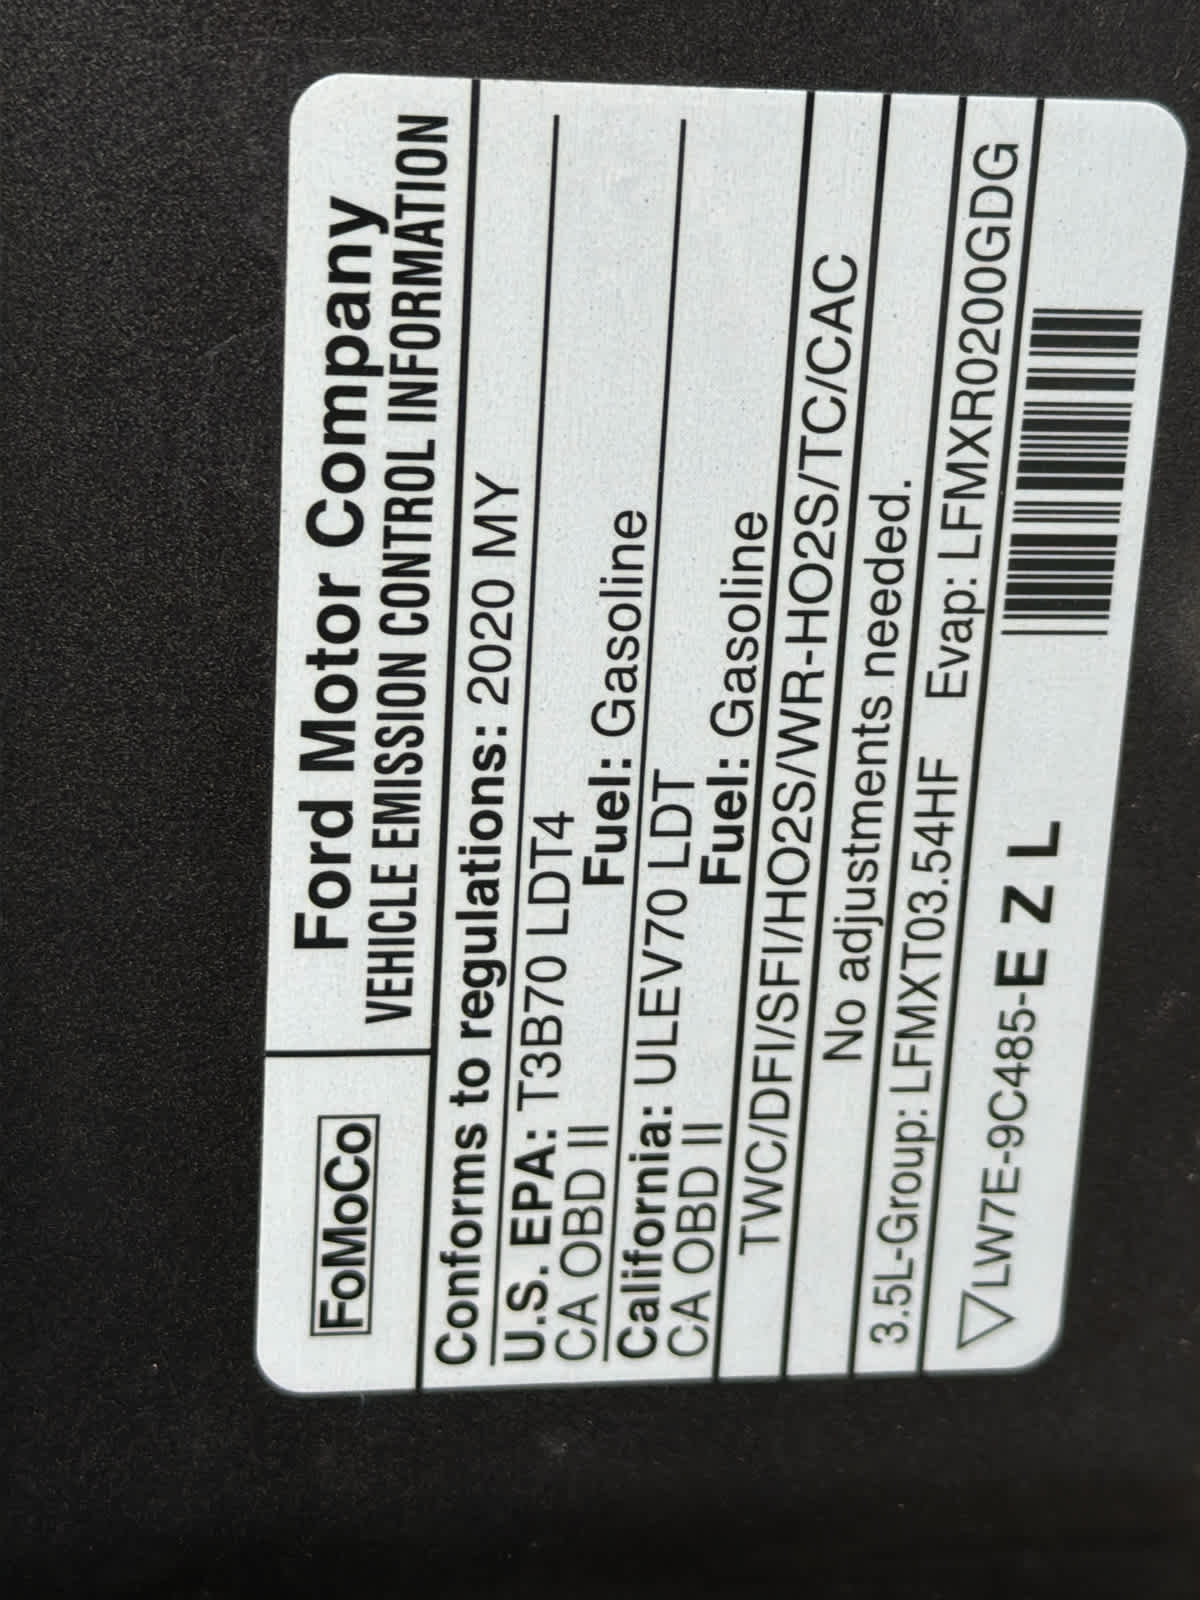 FoMoCo
Ford Motor Company
VEHICLE EMISSION CONTROL INFORMATION
Conforms to regulations: 2020 MY
U.S. EPA: T3B70 LDT4
CA OBD II Fuel: Gasoline
California: ULEV70 LDT
CA OBD II Fuel: Gasoline
TWC/DFI/SFI/HO2S/WR-HO2S/TC/CAC
No adjustments needed.
3.5L-Group: LFMXT03.54HF Evap: LFMXR0200GDG
LW7E-9C485-E Z L